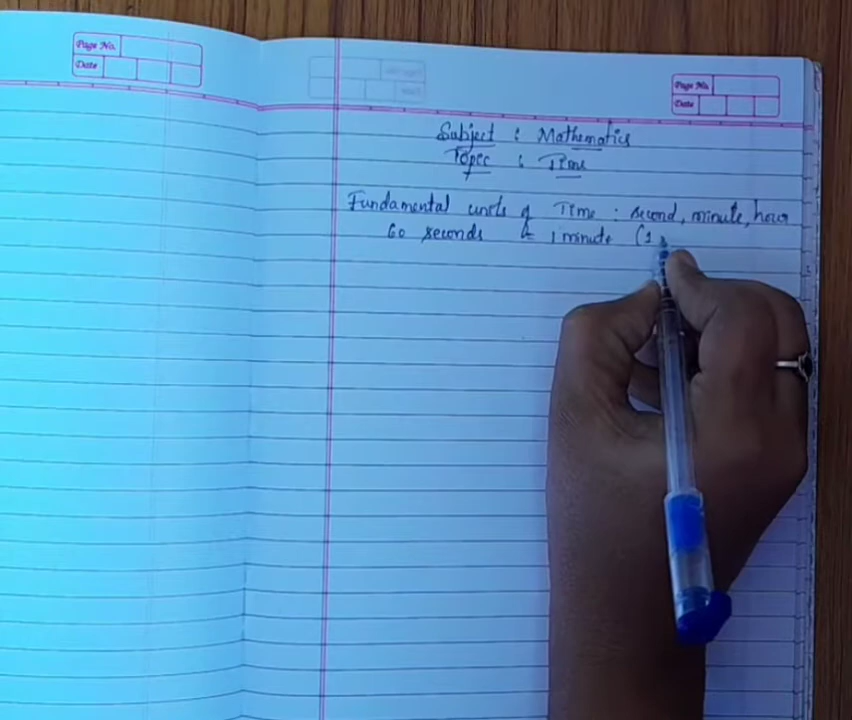 Page No.
Date
Page No.
Date
Subject : Mathematics
Topic : Time
Fundamental units of Time : second, minute, hour
60 seconds = 1 minute (1